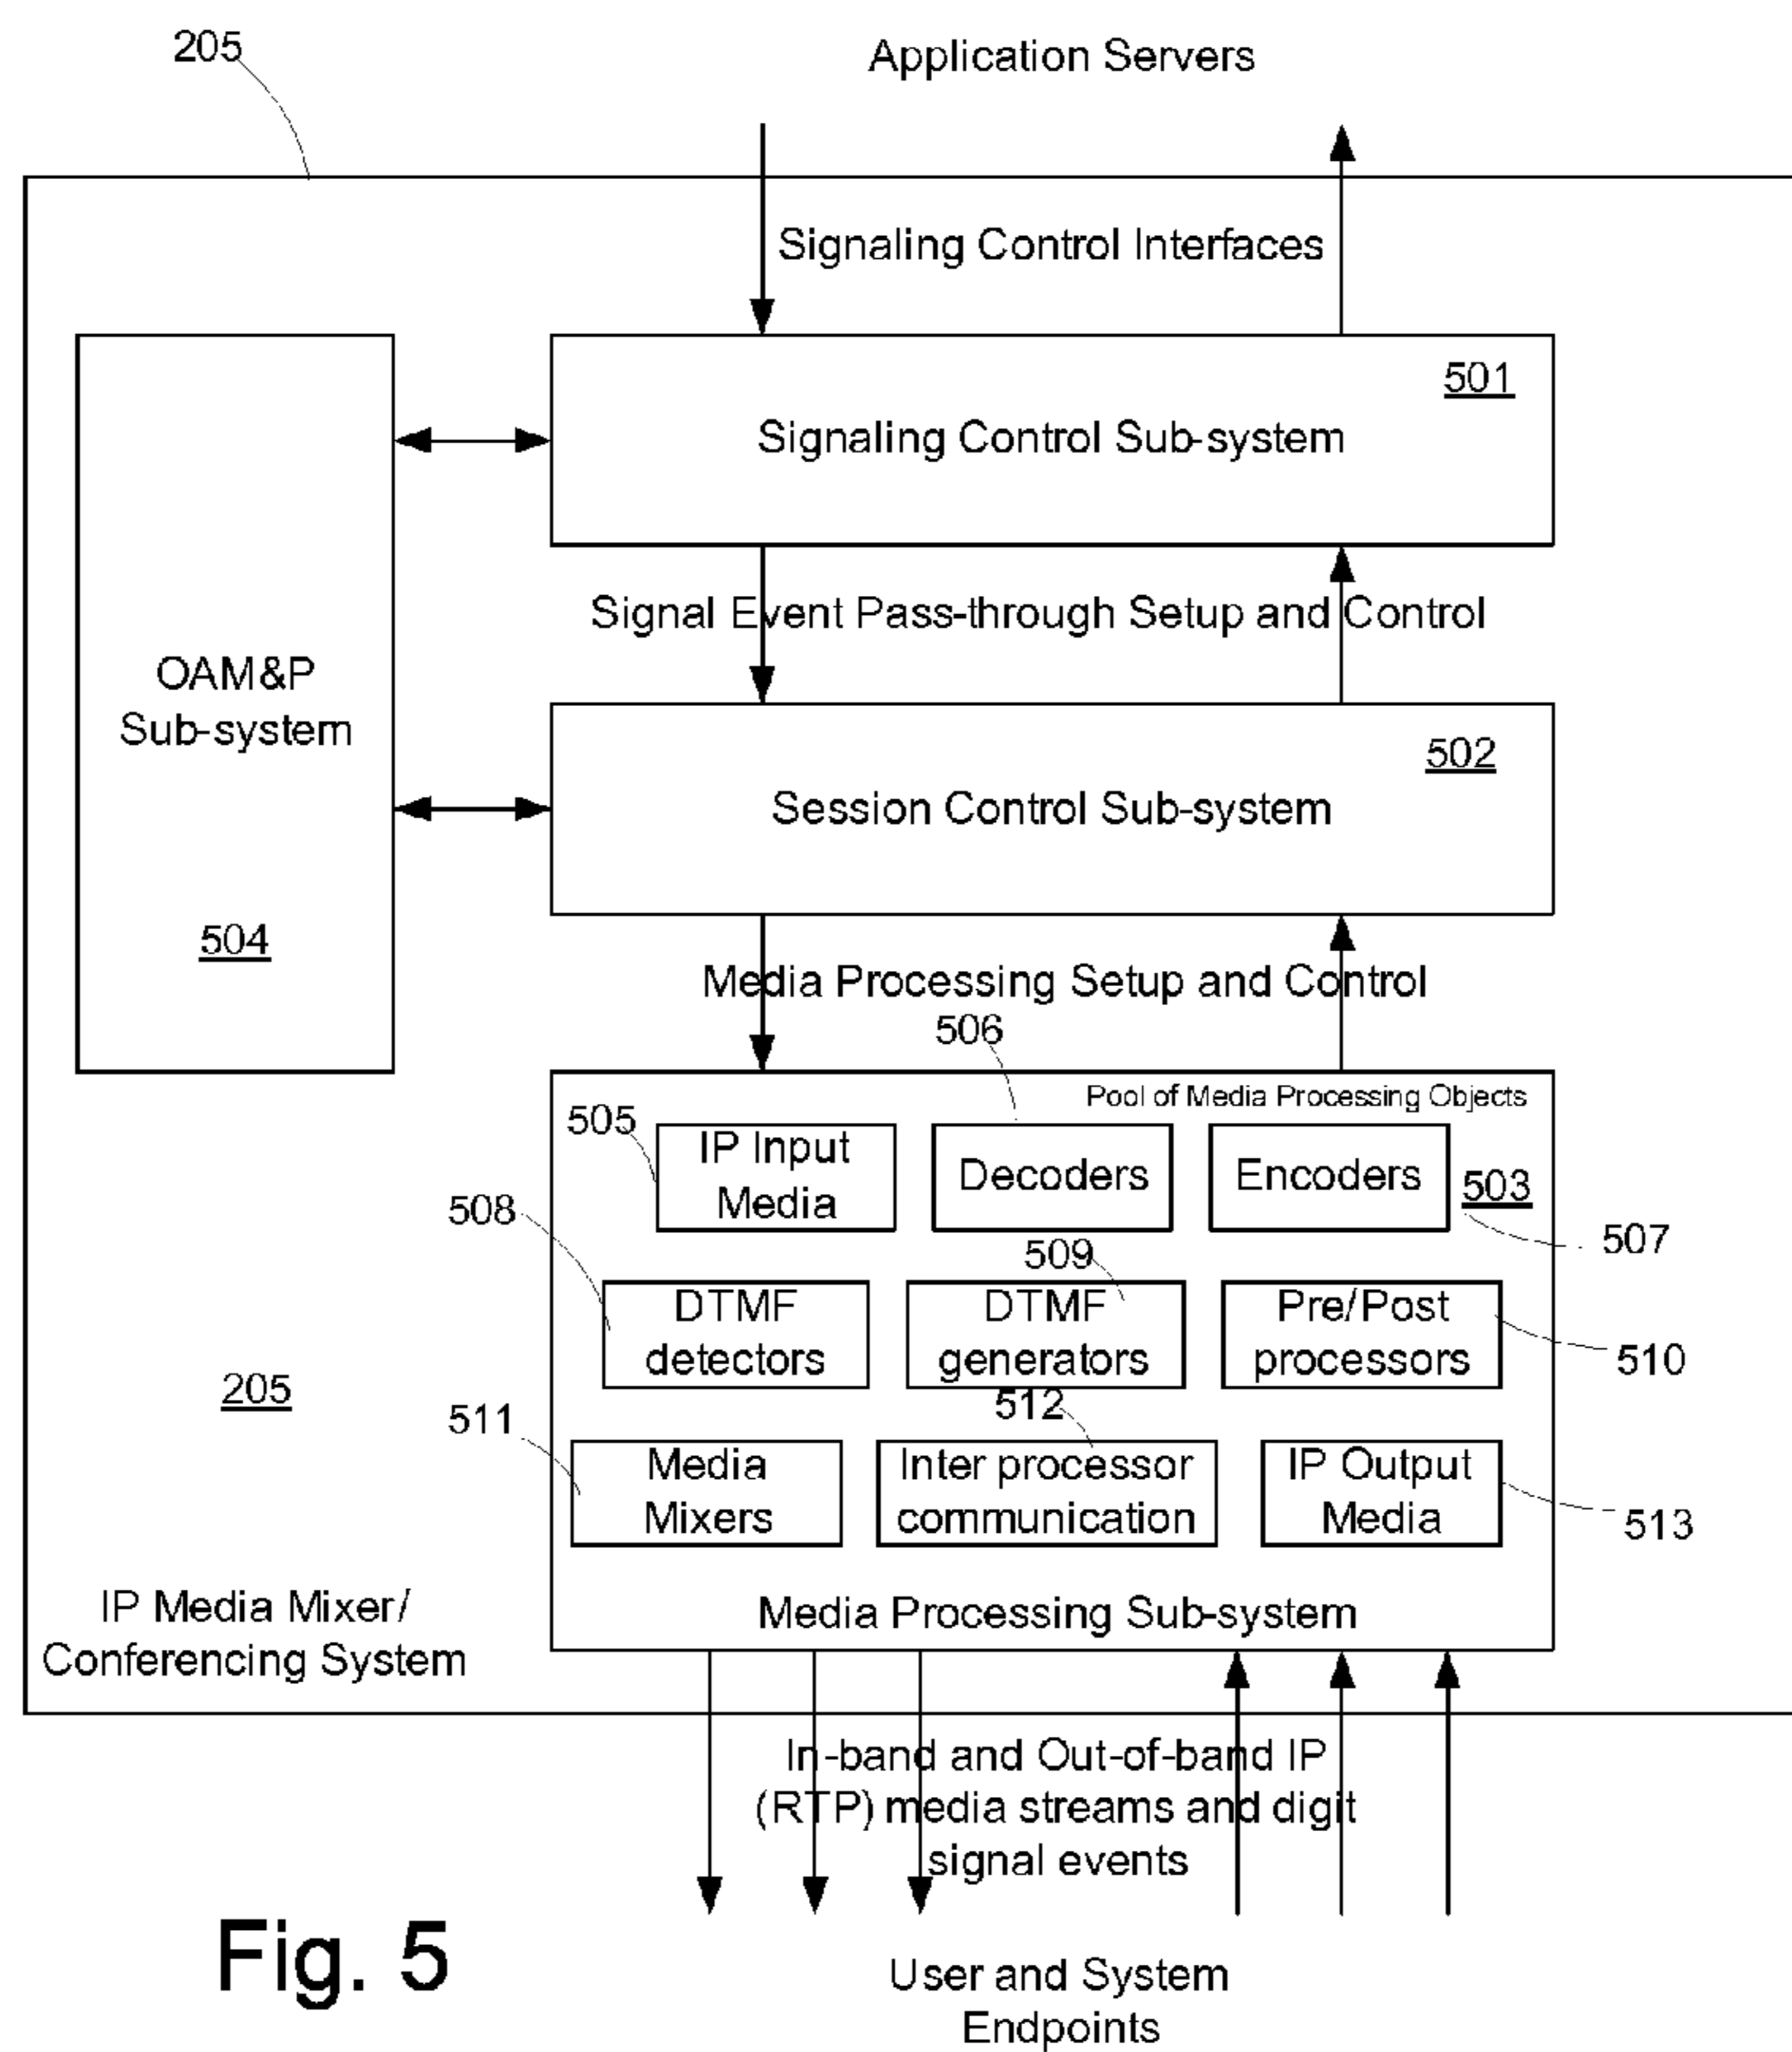 205
Application Servers
Signaling Control Interfaces
501
Signaling Control Sub-system
Signal Event Pass-through Setup and Control
OAM&P
Sub-system
504
502
Session Control Sub-system
Media Processing Setup and Control
506
Pool of Media Processing Objects
505
IP Input
Media
Decoders
Encoders
503
507
508
509
DTMF
detectors
DTMF
generators
Pre/Post
processors
510
205
511
512
Media
Mixers
Inter processor
communication
IP Output
Media
513
IP Media Mixer/
Conferencing System
Media Processing Sub-system
In-band and Out-of-band IP
(RTP) media streams and digit
signal events
Fig. 5
User and System
Endpoints